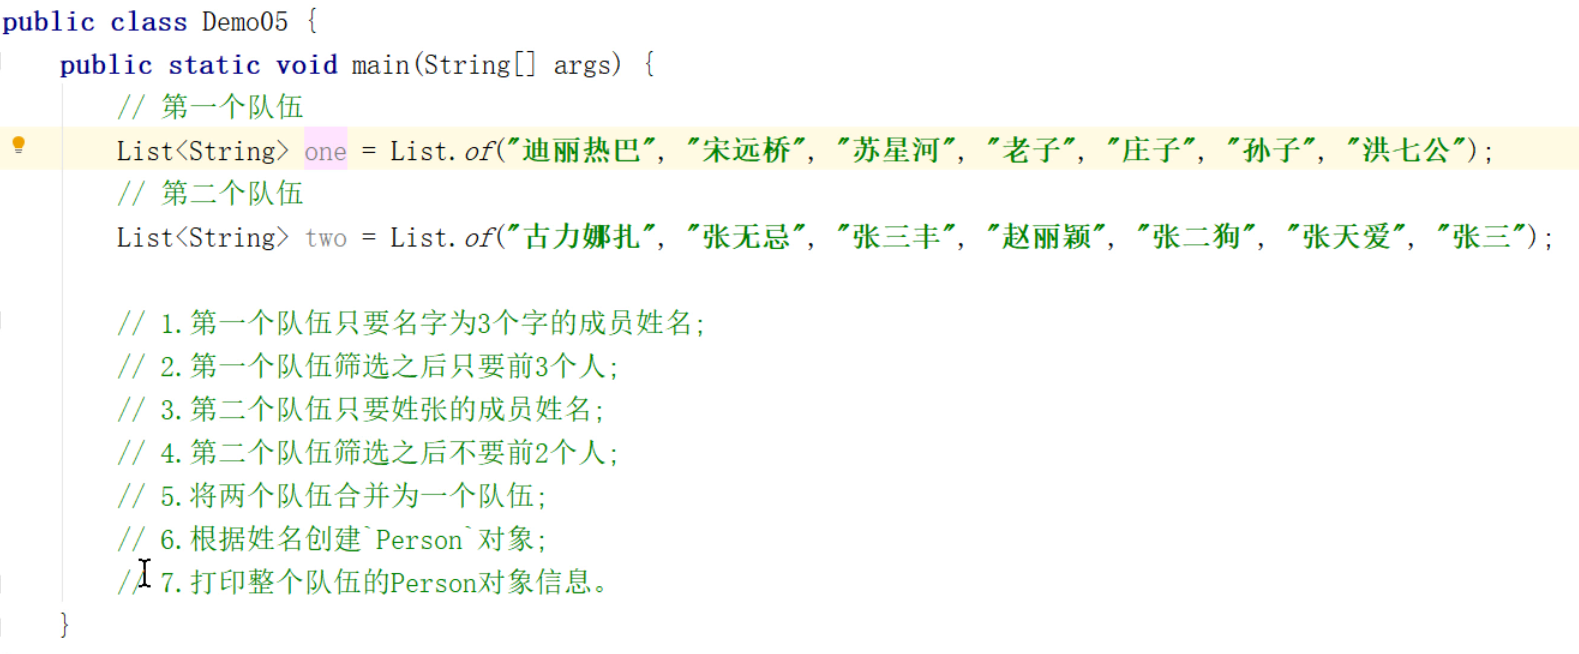 public class Demo05 {
public static void main(String[] args) {
// 第一个队伍
List<String> one = List.of("迪丽热巴", "宋远桥", "苏星河", "老子", "庄子", "孙子", "洪七公");
// 第二个队伍
List<String> two = List.of("古力娜扎", "张无忌", "张三丰", "赵丽颖", "张二狗", "张天爱", "张三");
// 1.第一个队伍只要名字为3个字的成员姓名;
// 2.第一个队伍筛选之后只要前3个人;
// 3.第二个队伍只要姓张的成员姓名;
// 4.第二个队伍筛选之后不要前2个人;
// 5.将两个队伍合并为一个队伍;
// 6.根据姓名创建`Person`对象;
// 7.打印整个队伍的Person对象信息。
}